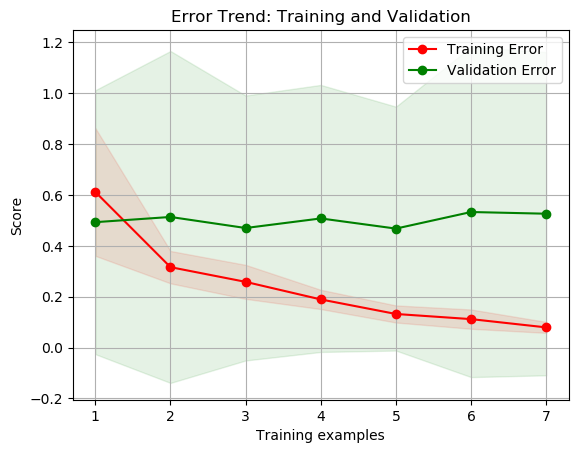 Error Trend: Training and Validation
Training Error
Validation Error
Score
1.2
1.0
0.8
0.6
0.4
0.2
0.0
−0.2
1 2 3 4 5 6 7
Training examples